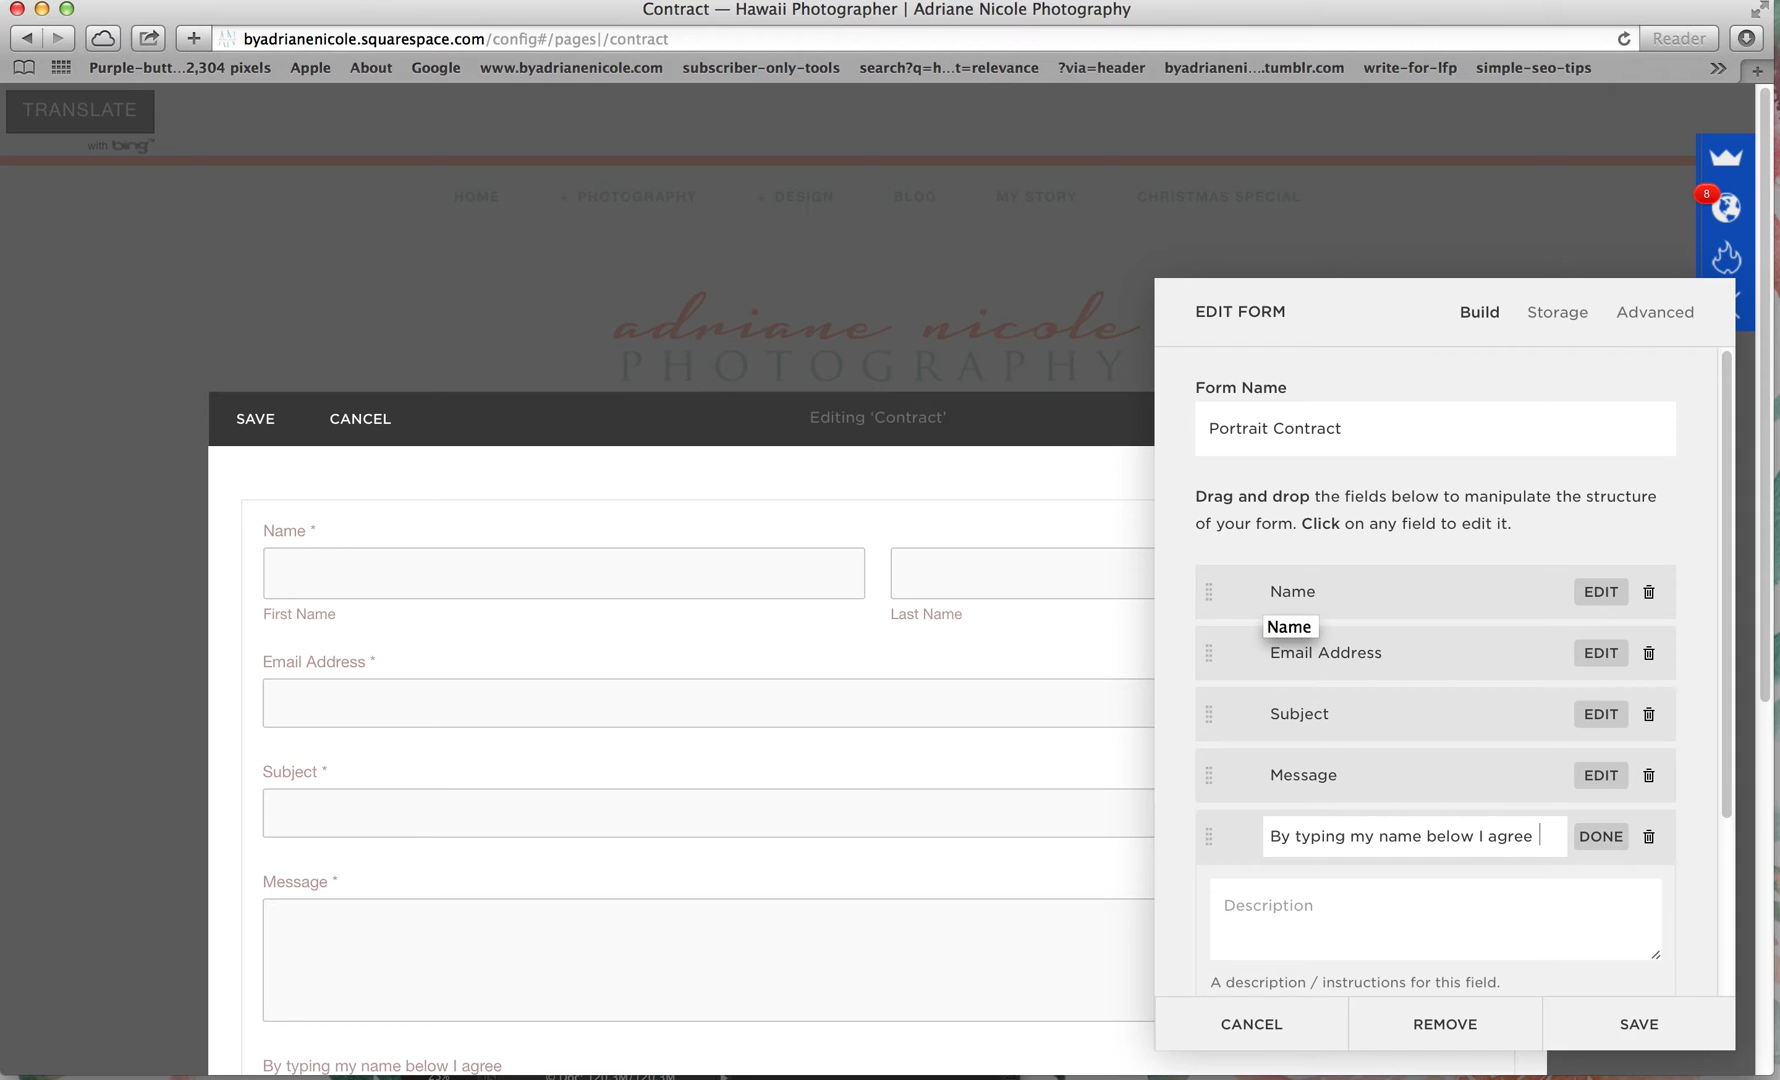 Contract — Hawaii Photographer | Adriane Nicole Photography
byadrianenicole.squarespace.com/config#/pages|/contract
Reader
Purple-butt...2,304 pixels Apple About Google www.byadrianenicole.com subscriber-only-tools search?q=h...t=relevance ?via=header byadrianeni....tumblr.com write-for-lfp simple-seo-tips
TRANSLATE
with bing™
HOME + PHOTOGRAPHY + DESIGN BLOG MY STORY CHRISTMAS SPECIAL
8
adriane nicole
PHOTOGRAPHY
SAVE CANCEL Editing ‘Contract’
Name *
First Name Last Name
Email Address *
Subject *
Message *
By typing my name below I agree
EDIT FORM Build Storage Advanced
Form Name
Portrait Contract
Drag and drop the fields below to manipulate the structure
of your form. Click on any field to edit it.
Name EDIT
Name
Email Address EDIT
Subject EDIT
Message EDIT
By typing my name below I agree DONE
Description
A description / instructions for this field.
CANCEL REMOVE SAVE